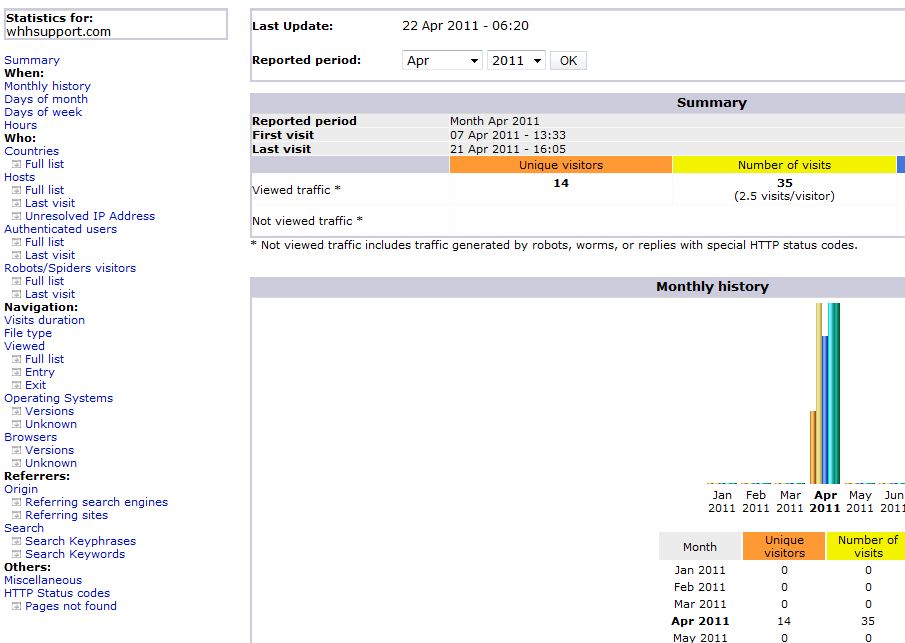 Statistics for:
whhsupport.com
Summary
When:
Monthly history
Days of month
Days of week
Hours
Who:
Countries
Full list
Hosts
Full list
Last visit
Unresolved IP Address
Authenticated users
Full list
Last visit
Robots/Spiders visitors
Full list
Last visit
Navigation:
Visits duration
File type
Viewed
Full list
Entry
Exit
Operating Systems
Versions
Unknown
Browsers
Versions
Unknown
Referrers:
Origin
Referring search engines
Referring sites
Search
Search Keyphrases
Search Keywords
Others:
Miscellaneous
HTTP Status codes
Pages not found
Last Update: 22 Apr 2011 - 06:20
Reported period: Apr 2011 OK
Summary
Reported period Month Apr 2011
First visit 07 Apr 2011 - 13:33
Last visit 21 Apr 2011 - 16:05
Unique visitors Number of visits
Viewed traffic * 14 35
(2.5 visits/visitor)
Not viewed traffic *
* Not viewed traffic includes traffic generated by robots, worms, or replies with special HTTP status codes.
Monthly history
Jan Feb Mar Apr May Jun
2011 2011 2011 2011 2011 2011
Month Unique visitors Number of visits
Jan 2011 0 0
Feb 2011 0 0
Mar 2011 0 0
Apr 2011 14 35
May 2011 0 0